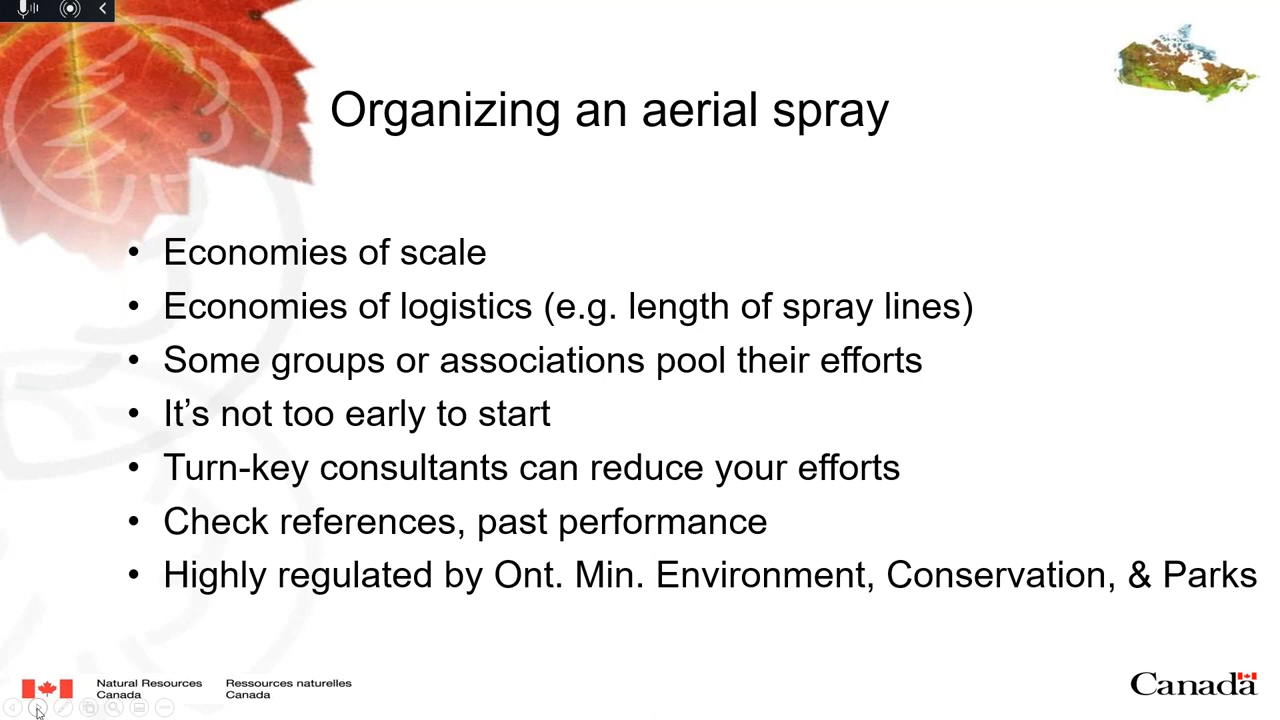 Organizing an aerial spray
• Economies of scale
• Economies of logistics (e.g. length of spray lines)
• Some groups or associations pool their efforts
• It’s not too early to start
• Turn-key consultants can reduce your efforts
• Check references, past performance
• Highly regulated by Ont. Min. Environment, Conservation, & Parks
Natural Resources Ressources naturelles
Canada Canada
Canada